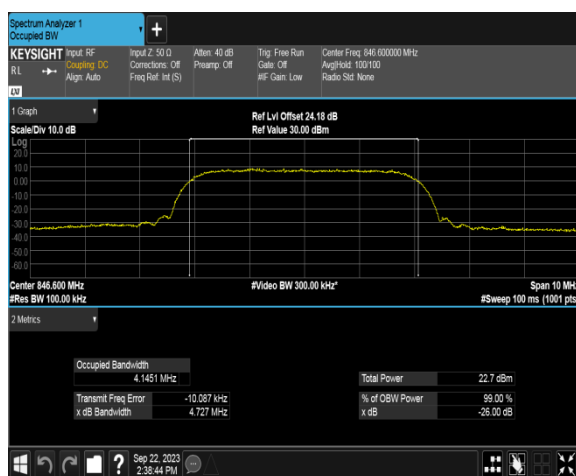 Spectrum Analyzer 1
Occupied BW
+
KEYSIGHT Input: RF Input Z: 50 Ω Atten: 40 dB Trig: Free Run Center Freq: 846.600000 MHz
RL Coupling: DC Corrections: Off Preamp: Off Gate: Off Avg|Hold: 100/100
Align: Auto Freq Ref: Int (S) #IF Gain: Low Radio Std: None
LXI
1 Graph
Ref Lvl Offset 24.18 dB
Scale/Div 10.0 dB Ref Value 30.00 dBm
Log
20.0
10.0
0.00
-10.0
-20.0
-30.0
-40.0
-50.0
-60.0
Center 846.600 MHz #Video BW 300.00 kHz* Span 10 MHz
#Res BW 100.00 kHz #Sweep 100 ms (1001 pts)
2 Metrics
Occupied Bandwidth
4.1451 MHz Total Power 22.7 dBm
Transmit Freq Error -10.087 kHz % of OBW Power 99.00 %
x dB Bandwidth 4.727 MHz x dB -26.00 dB
? Sep 22, 2023
2:38:44 PM